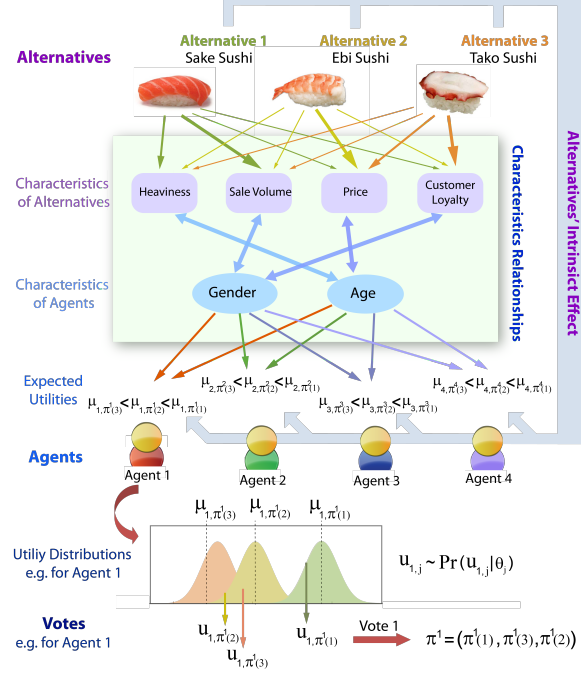 Alternatives
Alternative 1
Alternative 2
Alternative 3
Sake Sushi
Ebi Sushi
Tako Sushi
Characteristics
of Alternatives
Heaviness
Sale Volume
Price
Customer
Loyalty
Characteristics Relationships
Alternatives' Intrinsict Effect
Characteristics
of Agents
Gender
Age
Expected
Utilities
μ1,π¹(3)<μ1,π¹(2)<μ1,π¹(1)
μ2,π²(3)<μ2,π²(2)<μ2,π²(1)
μ3,π³(3)<μ3,π³(2)<μ3,π³(1)
μ4,π⁴(3)<μ4,π⁴(2)<μ4,π⁴(1)
Agents
Agent 1
Agent 2
Agent 3
Agent 4
μ1,π¹(3)
μ1,π¹(2)
μ1,π¹(1)
Utiliy Distributions
e.g. for Agent 1
u1,j ~ Pr(u1,j|θj)
Votes
e.g. for Agent 1
u1,π¹(2)
u1,π¹(3)
u1,π¹(1)
Vote 1
π¹=(π¹(1),π¹(3),π¹(2))